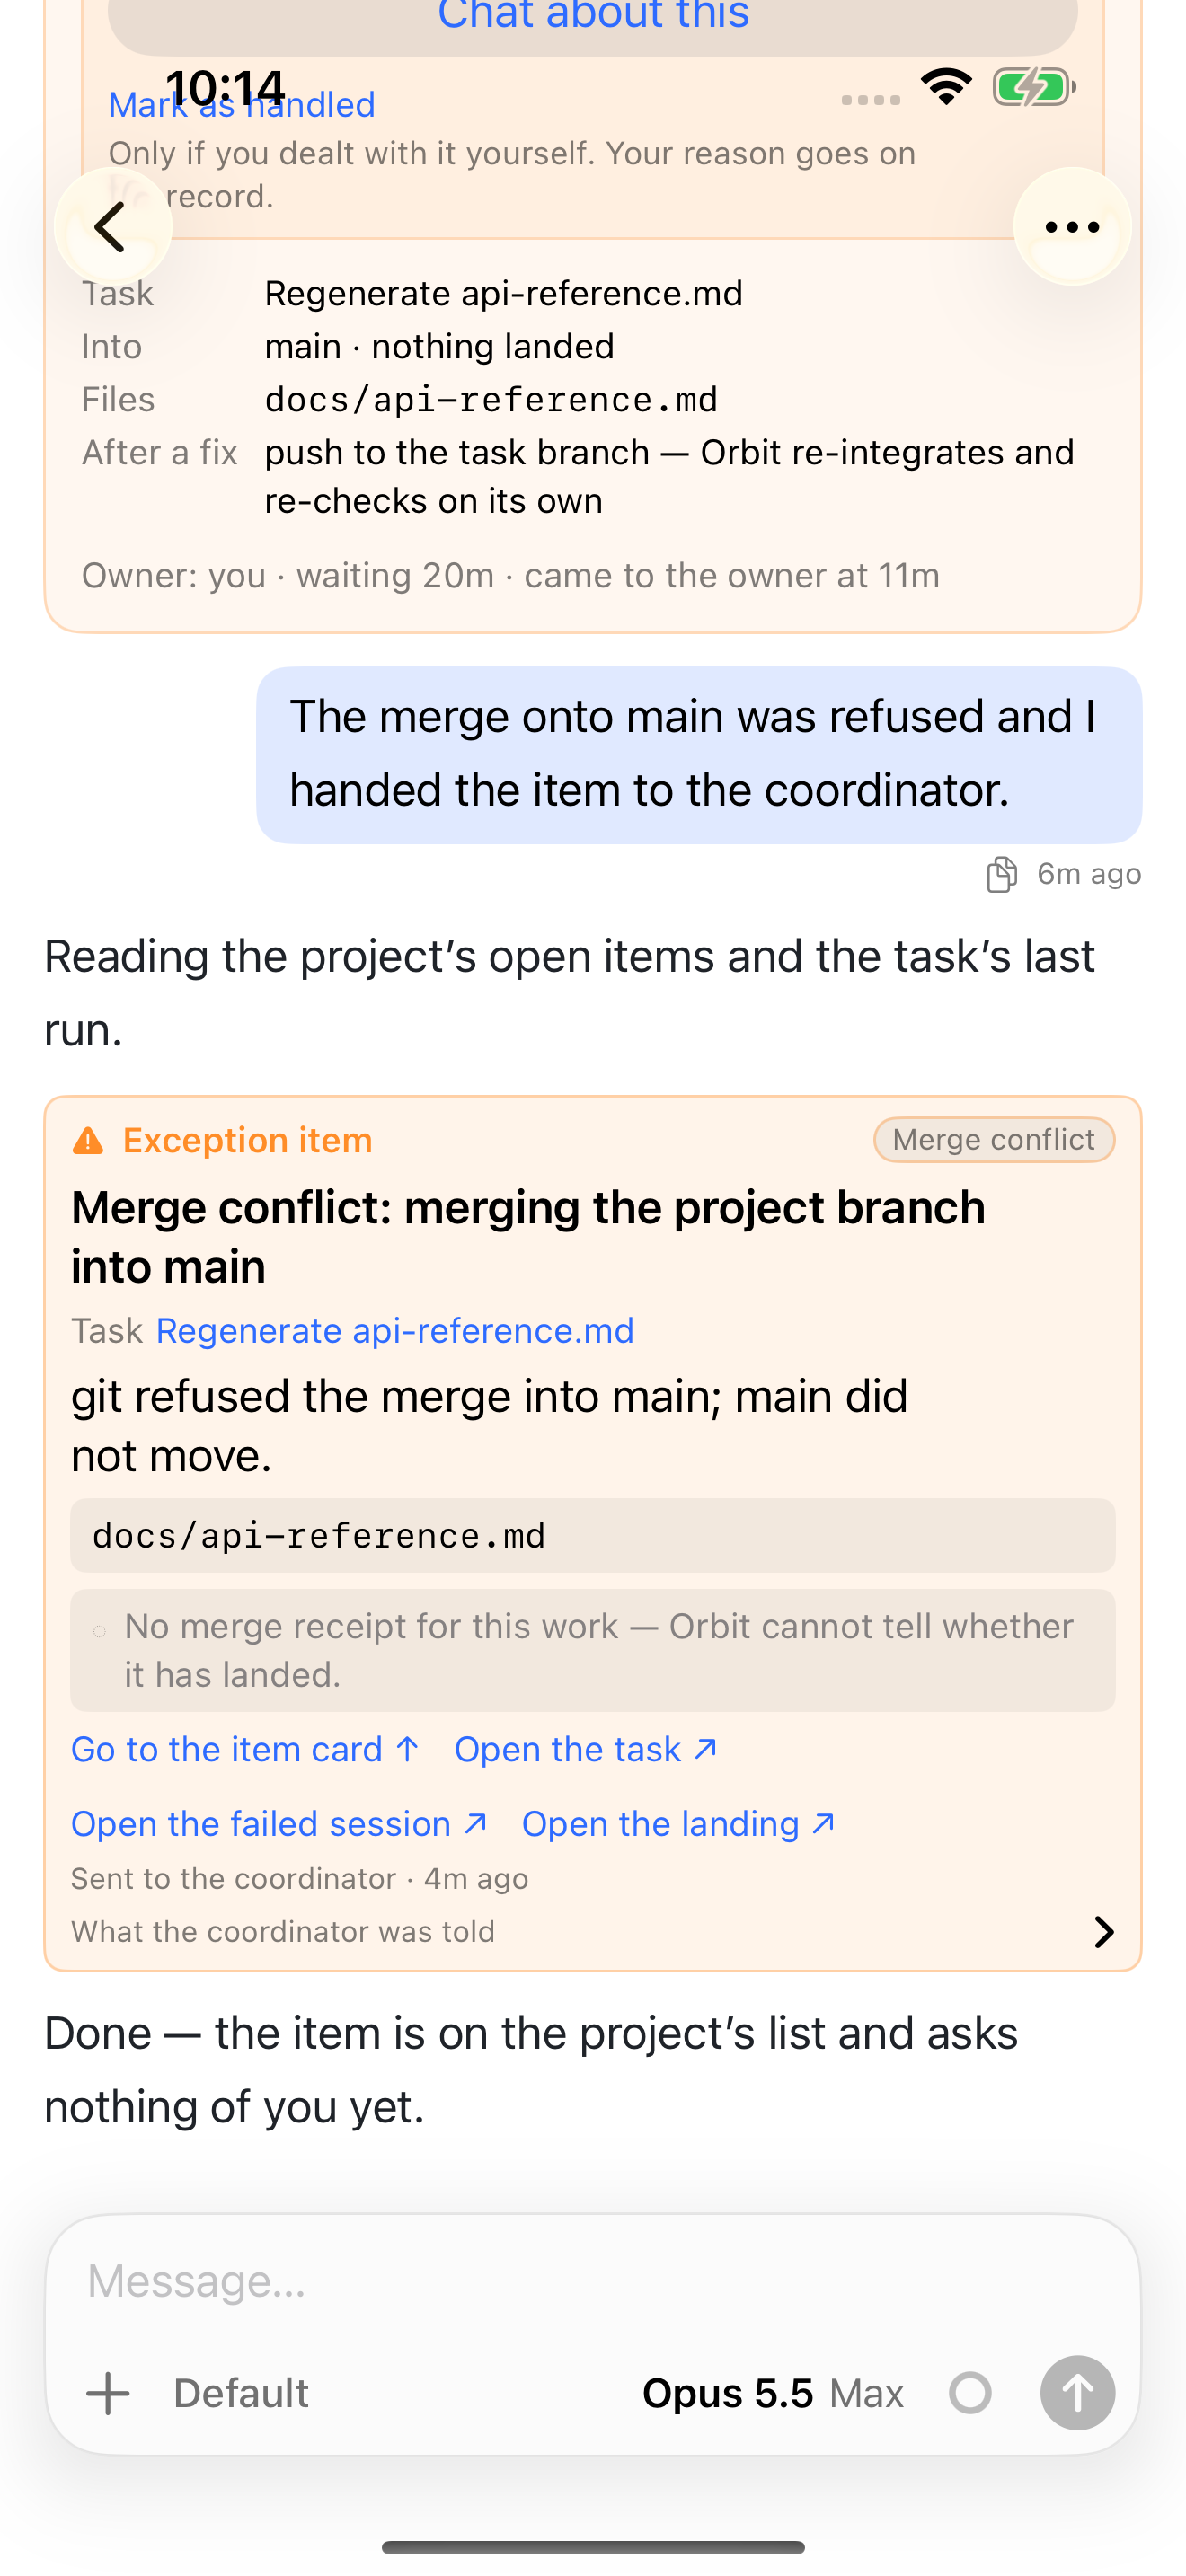 Chat about this
10:14
Mark as handled
Only if you dealt with it yourself. Your reason goes on
record.
Task
Regenerate api-reference.md
Into
main · nothing landed
Files
docs/api-reference.md
After a fix
push to the task branch — Orbit re-integrates and
re-checks on its own
Owner: you · waiting 20m · came to the owner at 11m
The merge onto main was refused and I
handed the item to the coordinator.
6m ago
Reading the project’s open items and the task’s last
run.
Exception item
Merge conflict
Merge conflict: merging the project branch
into main
Task Regenerate api-reference.md
git refused the merge into main; main did
not move.
docs/api-reference.md
No merge receipt for this work — Orbit cannot tell whether
it has landed.
Go to the item card ↑ Open the task ↗
Open the failed session ↗ Open the landing ↗
Sent to the coordinator · 4m ago
What the coordinator was told
Done — the item is on the project’s list and asks
nothing of you yet.
Message...
Default
Opus 5.5 Max